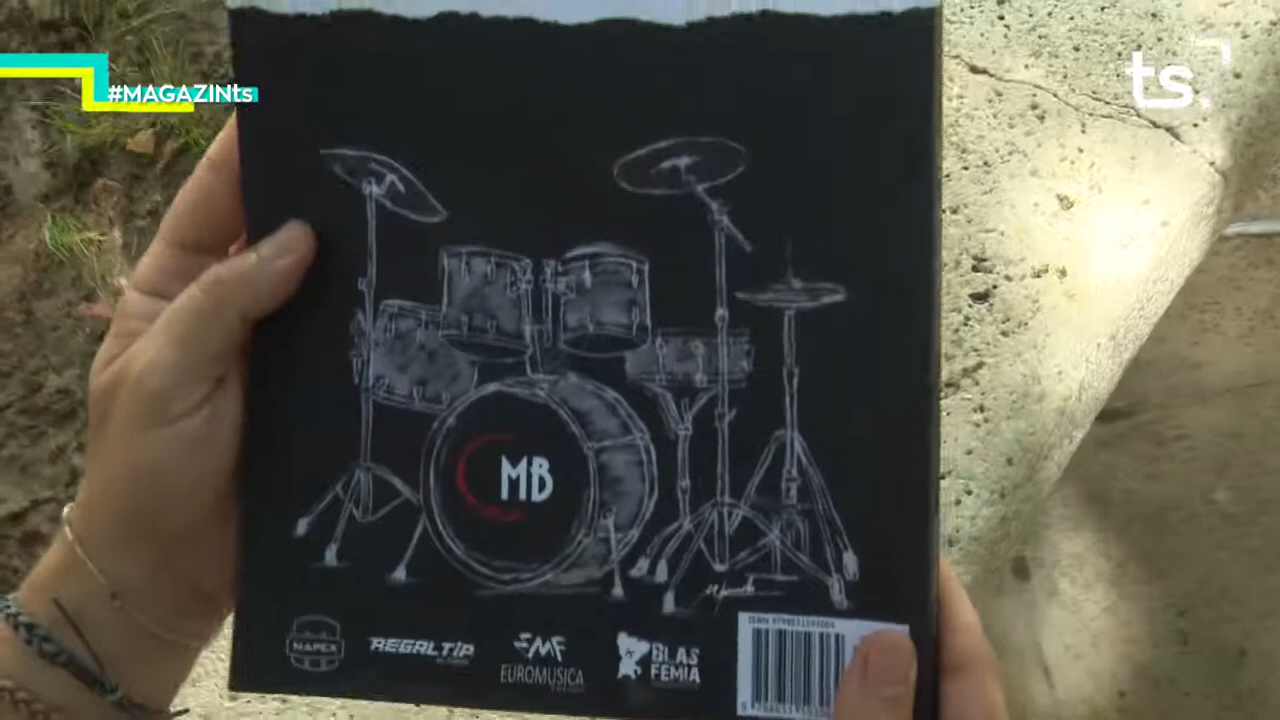 #MAGAZINts
ts
MB
MAPEX
REGALTIP
EMF
EUROMUSICA
BLAS
FEMIA